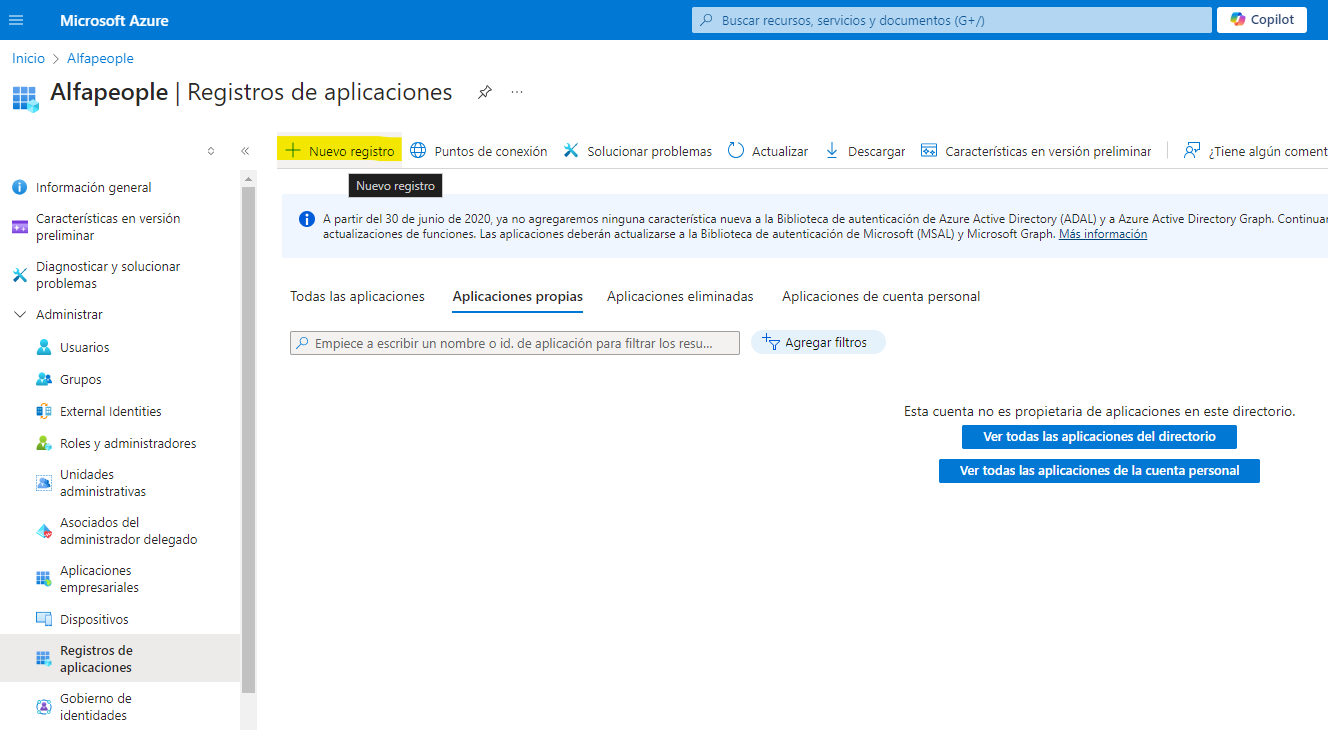 Microsoft Azure
Buscar recursos, servicios y documentos (G+/)
Copilot
Inicio > Alfapeople
Alfapeople | Registros de aplicaciones
...
Nuevo registro
Puntos de conexión
Solucionar problemas
Actualizar
Descargar
Características en versión preliminar
¿Tiene algún coment
Nuevo registro
Información general
Características en versión
preliminar
Diagnosticar y solucionar
problemas
Administrar
Usuarios
Grupos
External Identities
Roles y administradores
Unidades
administrativas
Asociados del
administrador delegado
Aplicaciones
empresariales
Dispositivos
Registros de
aplicaciones
Gobierno de
identidades
A partir del 30 de junio de 2020, ya no agregaremos ninguna característica nueva a la Biblioteca de autenticación de Azure Active Directory (ADAL) y a Azure Active Directory Graph. Continuar
actualizaciones de funciones. Las aplicaciones deberán actualizarse a la Biblioteca de autenticación de Microsoft (MSAL) y Microsoft Graph. Más información
Todas las aplicaciones
Aplicaciones propias
Aplicaciones eliminadas
Aplicaciones de cuenta personal
Empiece a escribir un nombre o id. de aplicación para filtrar los resu...
Agregar filtros
Esta cuenta no es propietaria de aplicaciones en este directorio.
Ver todas las aplicaciones del directorio
Ver todas las aplicaciones de la cuenta personal